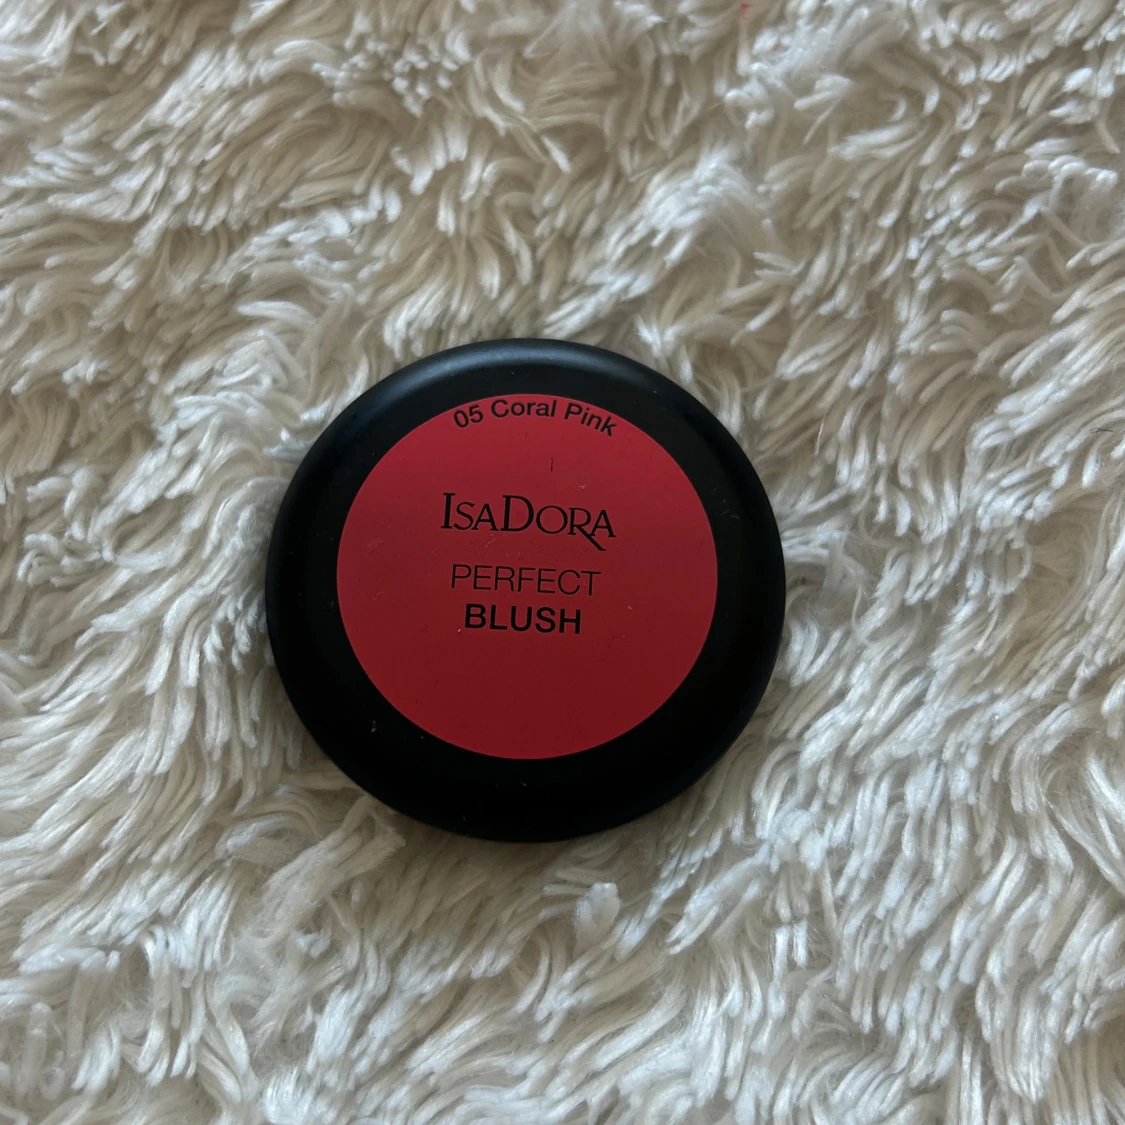 05 Coral Pink
ISADORA
PERFECT
BLUSH